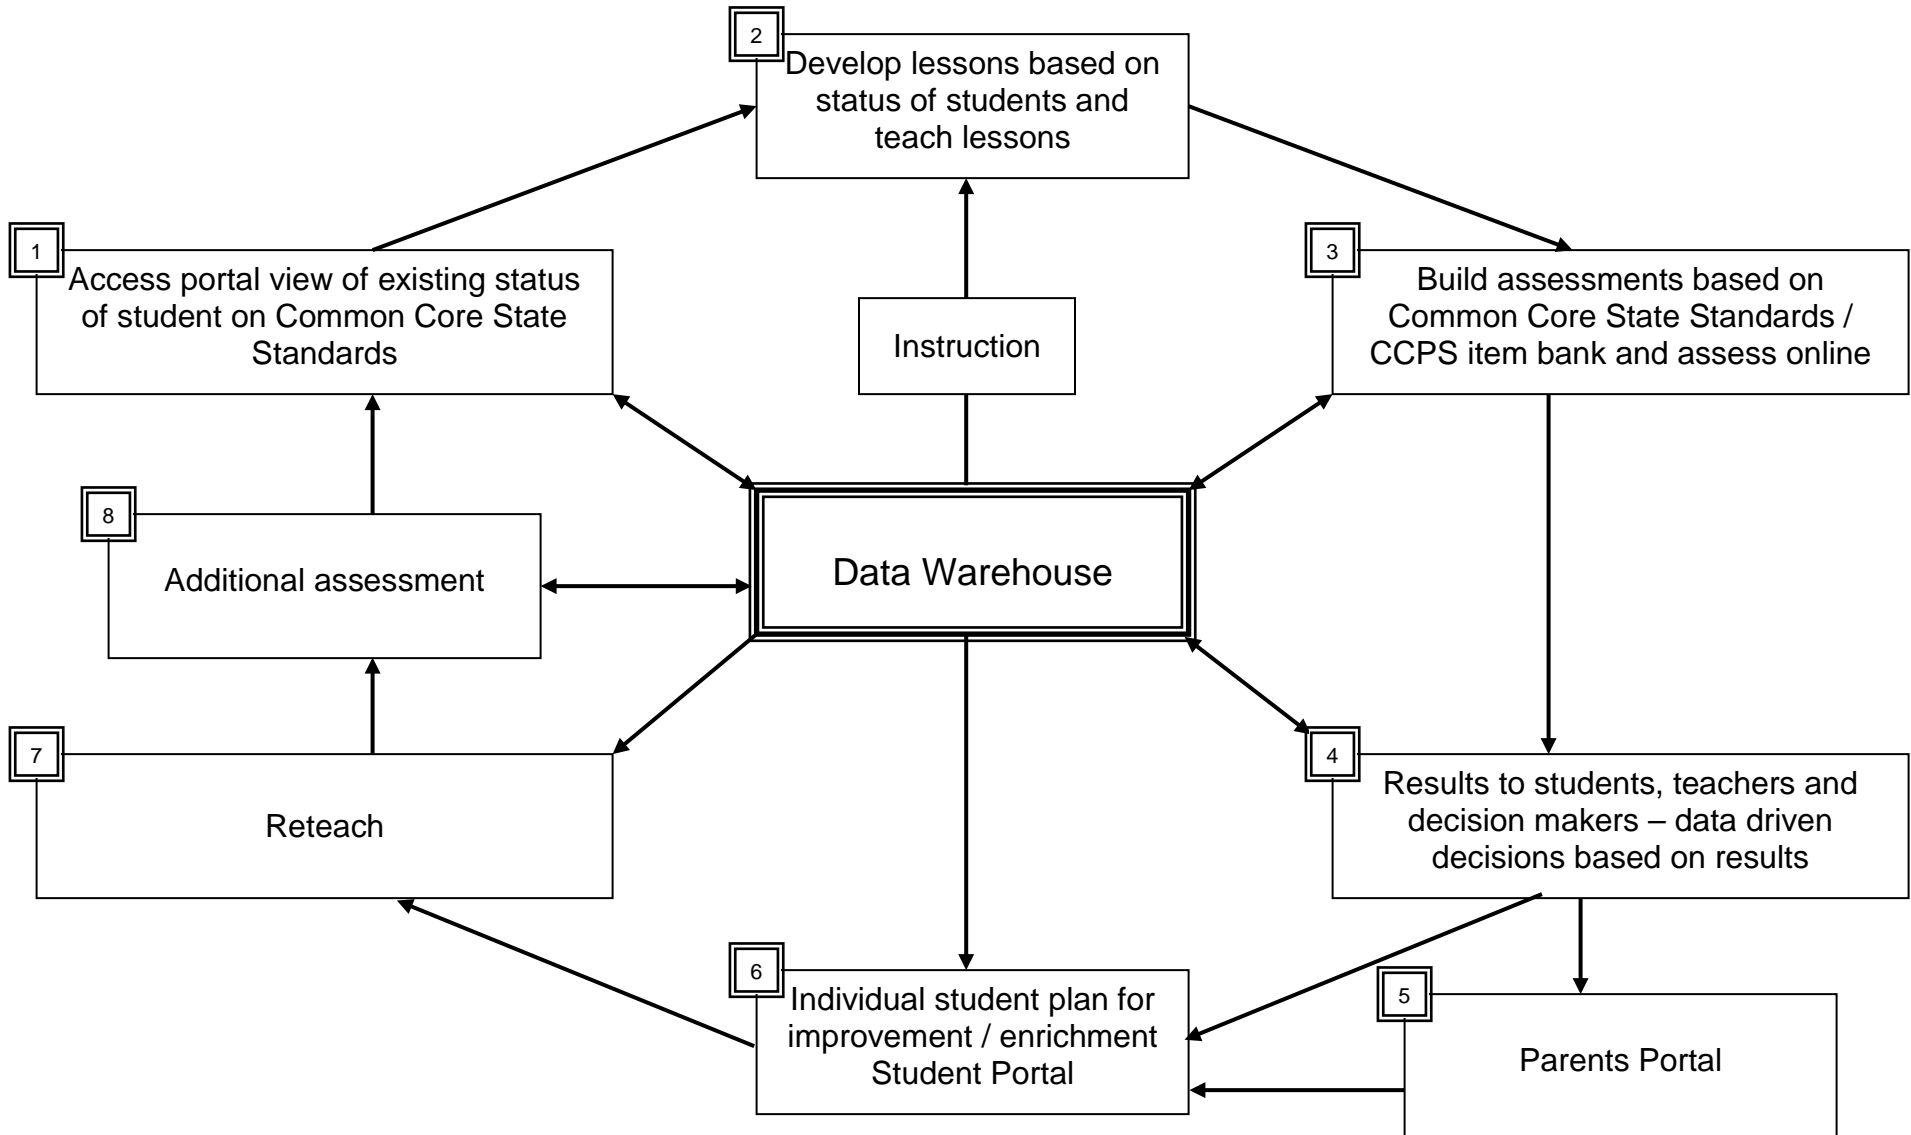 2
Develop lessons based on
status of students and
teach lessons
1
Access portal view of existing status
of student on Common Core State
Standards
3
Build assessments based on
Common Core State Standards /
CCPS item bank and assess online
Instruction
8
Additional assessment
Data Warehouse
7
Reteach
4
Results to students, teachers and
decision makers – data driven
decisions based on results
6
Individual student plan for
improvement / enrichment
Student Portal
5
Parents Portal